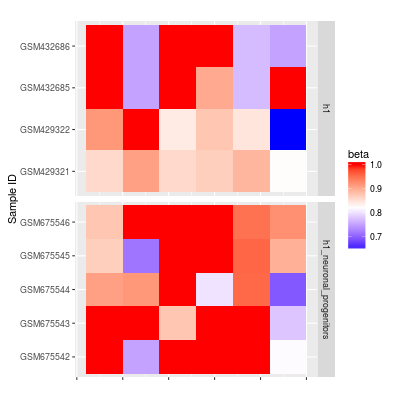 Sample ID
GSM432686
GSM432685
GSM429322
GSM429321
h1
GSM675546
GSM675545
GSM675544
GSM675543
GSM675542
h1_neuronal_progenitors
beta
1.0
0.9
0.8
0.7